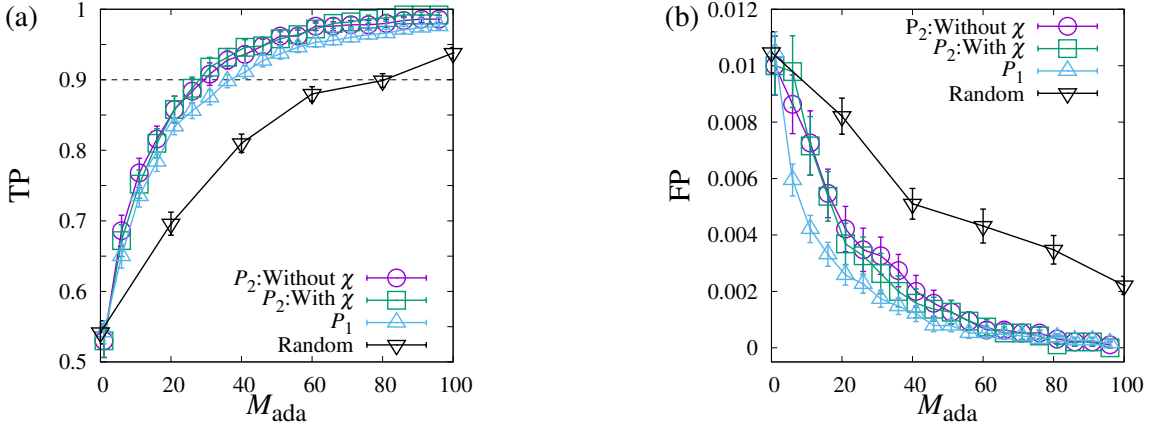 (a)
TP
1
0.9
0.8
0.7
0.6
0.5
P2:Without χ
P2:With χ
P1
Random
0 20 40 60 80 100
Mada
(b)
FP
0.012
0.01
0.008
0.006
0.004
0.002
0
P2:Without χ
P2:With χ
P1
Random
0 20 40 60 80 100
Mada